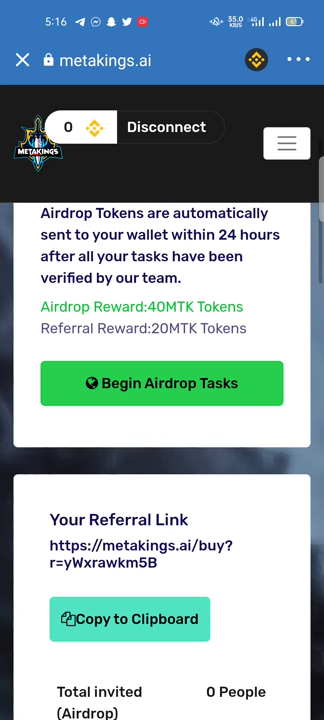 5:16
35.0
KB/S
4G
61
metakings.ai
0
Disconnect
METAKINGS
Airdrop Tokens are automatically
sent to your wallet within 24 hours
after all your tasks have been
verified by our team.
Airdrop Reward:40MTK Tokens
Referral Reward:20MTK Tokens
Begin Airdrop Tasks
Your Referral Link
https://metakings.ai/buy?
r=yWxrawkm5B
Copy to Clipboard
Total invited
(Airdrop)
0 People